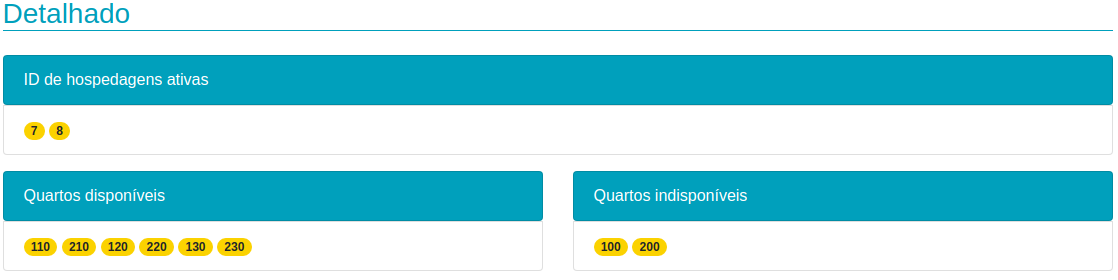 Detalhado
ID de hospedagens ativas
7 8
Quartos disponíveis
110 210 120 220 130 230
Quartos indisponíveis
100 200